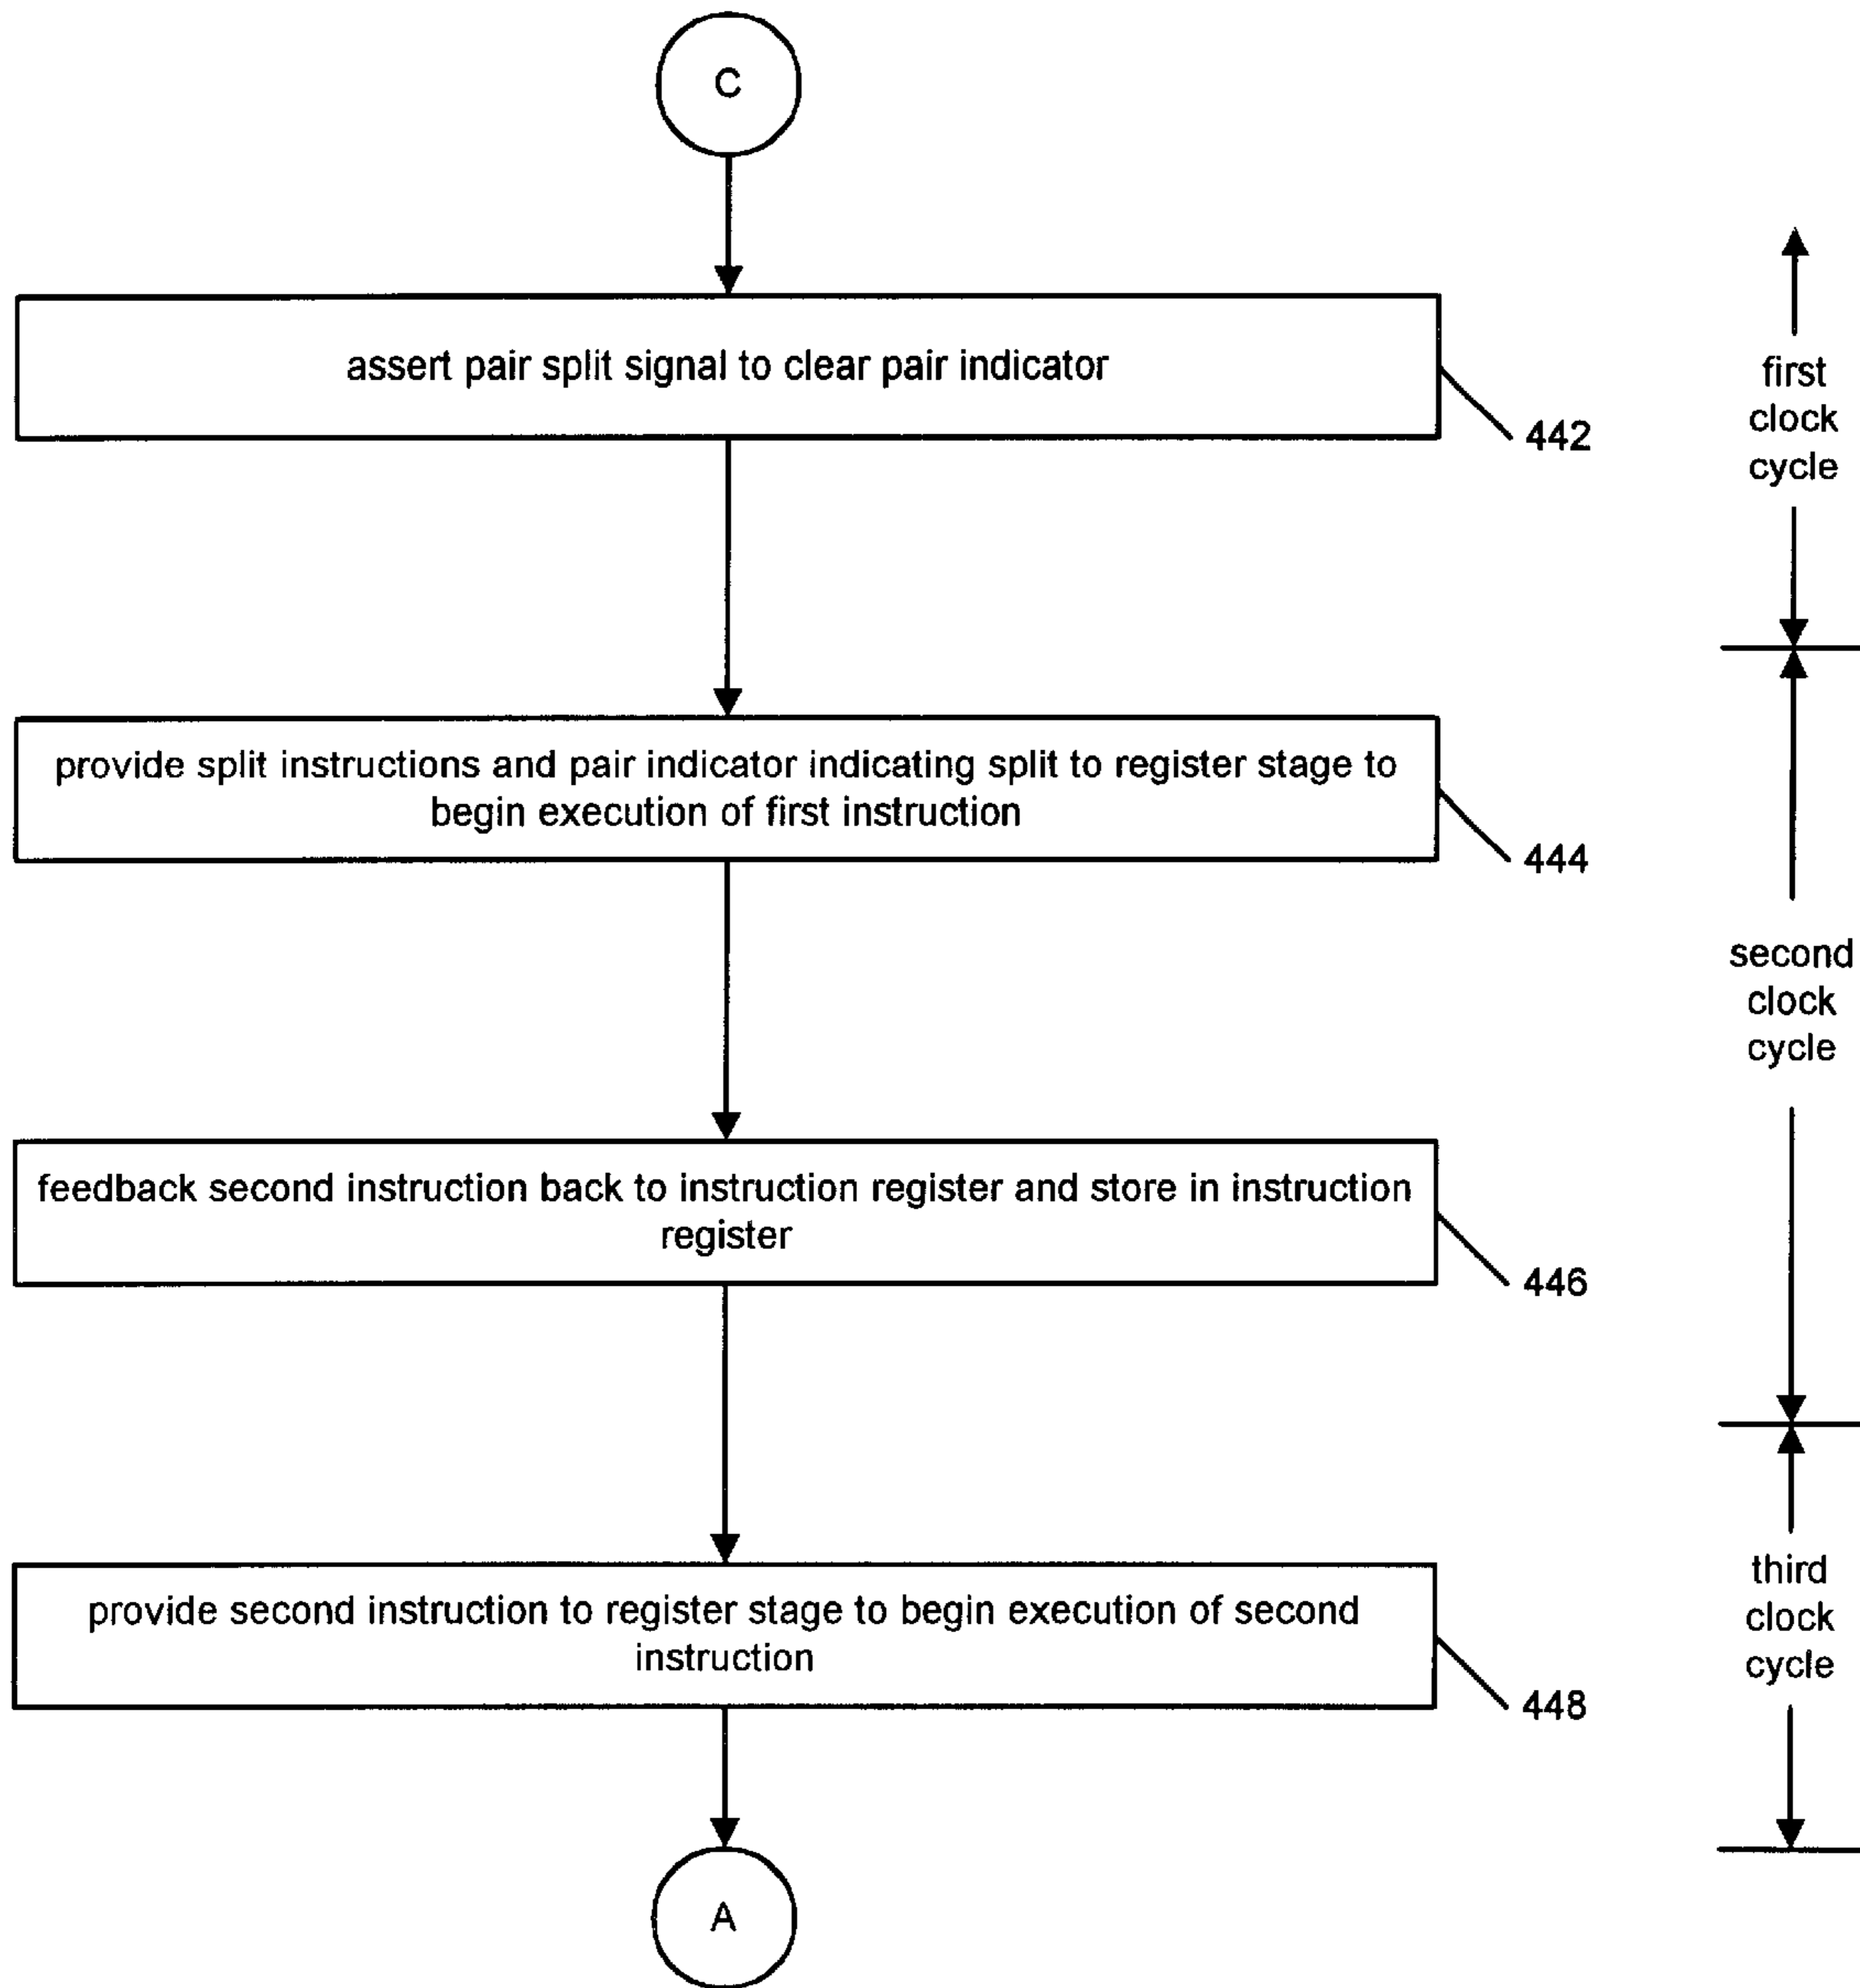 C
assert pair split signal to clear pair indicator
442
first
clock
cycle
provide split instructions and pair indicator indicating split to register stage to
begin execution of first instruction
444
second
clock
cycle
feedback second instruction back to instruction register and store in instruction
register
446
provide second instruction to register stage to begin execution of second
instruction
448
third
clock
cycle
A